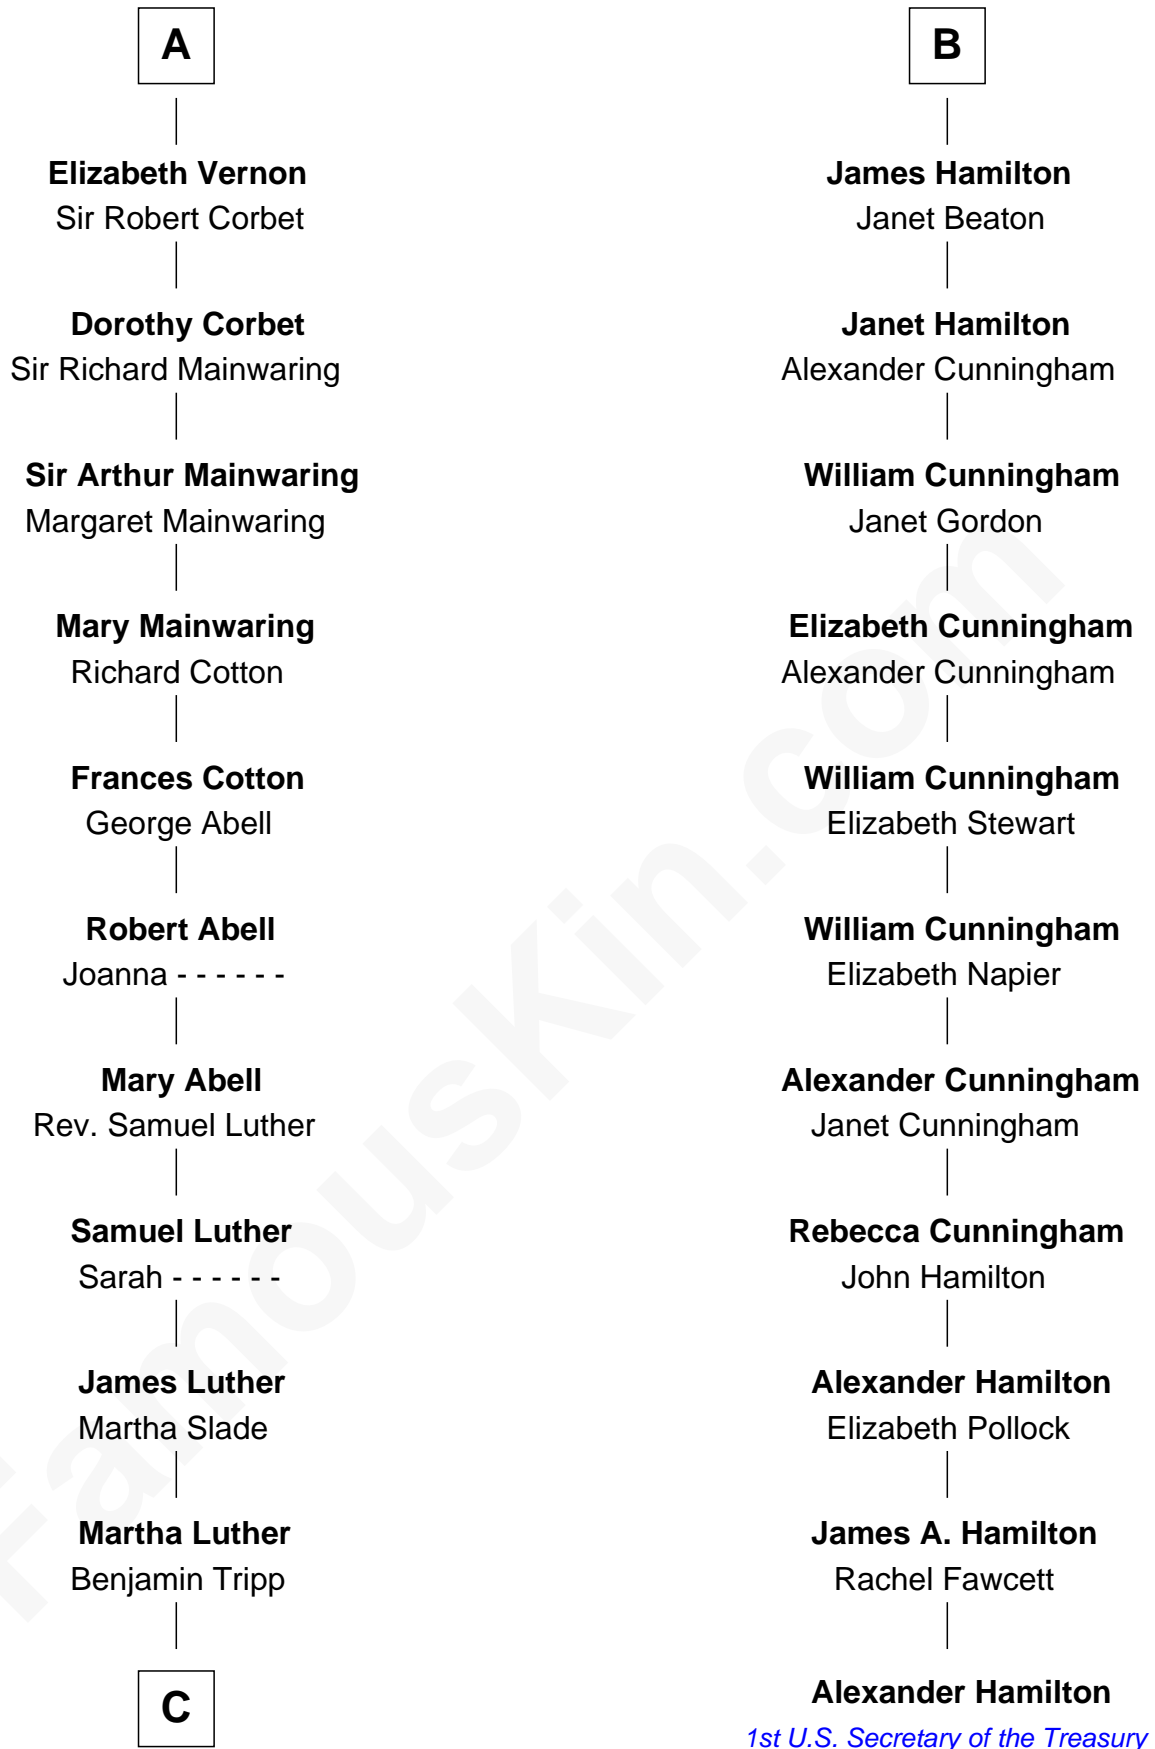 A
Elizabeth Vernon
Sir Robert Corbet
Dorothy Corbet
Sir Richard Mainwaring
Sir Arthur Mainwaring
Margaret Mainwaring
Mary Mainwaring
Richard Cotton
Frances Cotton
George Abell
Robert Abell
Joanna - - - - - -
Mary Abell
Rev. Samuel Luther
Samuel Luther
Sarah - - - - - -
James Luther
Martha Slade
Martha Luther
Benjamin Tripp
C
B
James Hamilton
Janet Beaton
Janet Hamilton
Alexander Cunningham
William Cunningham
Janet Gordon
Elizabeth Cunningham
Alexander Cunningham
William Cunningham
Elizabeth Stewart
William Cunningham
Elizabeth Napier
Alexander Cunningham
Janet Cunningham
Rebecca Cunningham
John Hamilton
Alexander Hamilton
Elizabeth Pollock
James A. Hamilton
Rachel Fawcett
Alexander Hamilton
1st U.S. Secretary of the Treasury
FamousKin.com